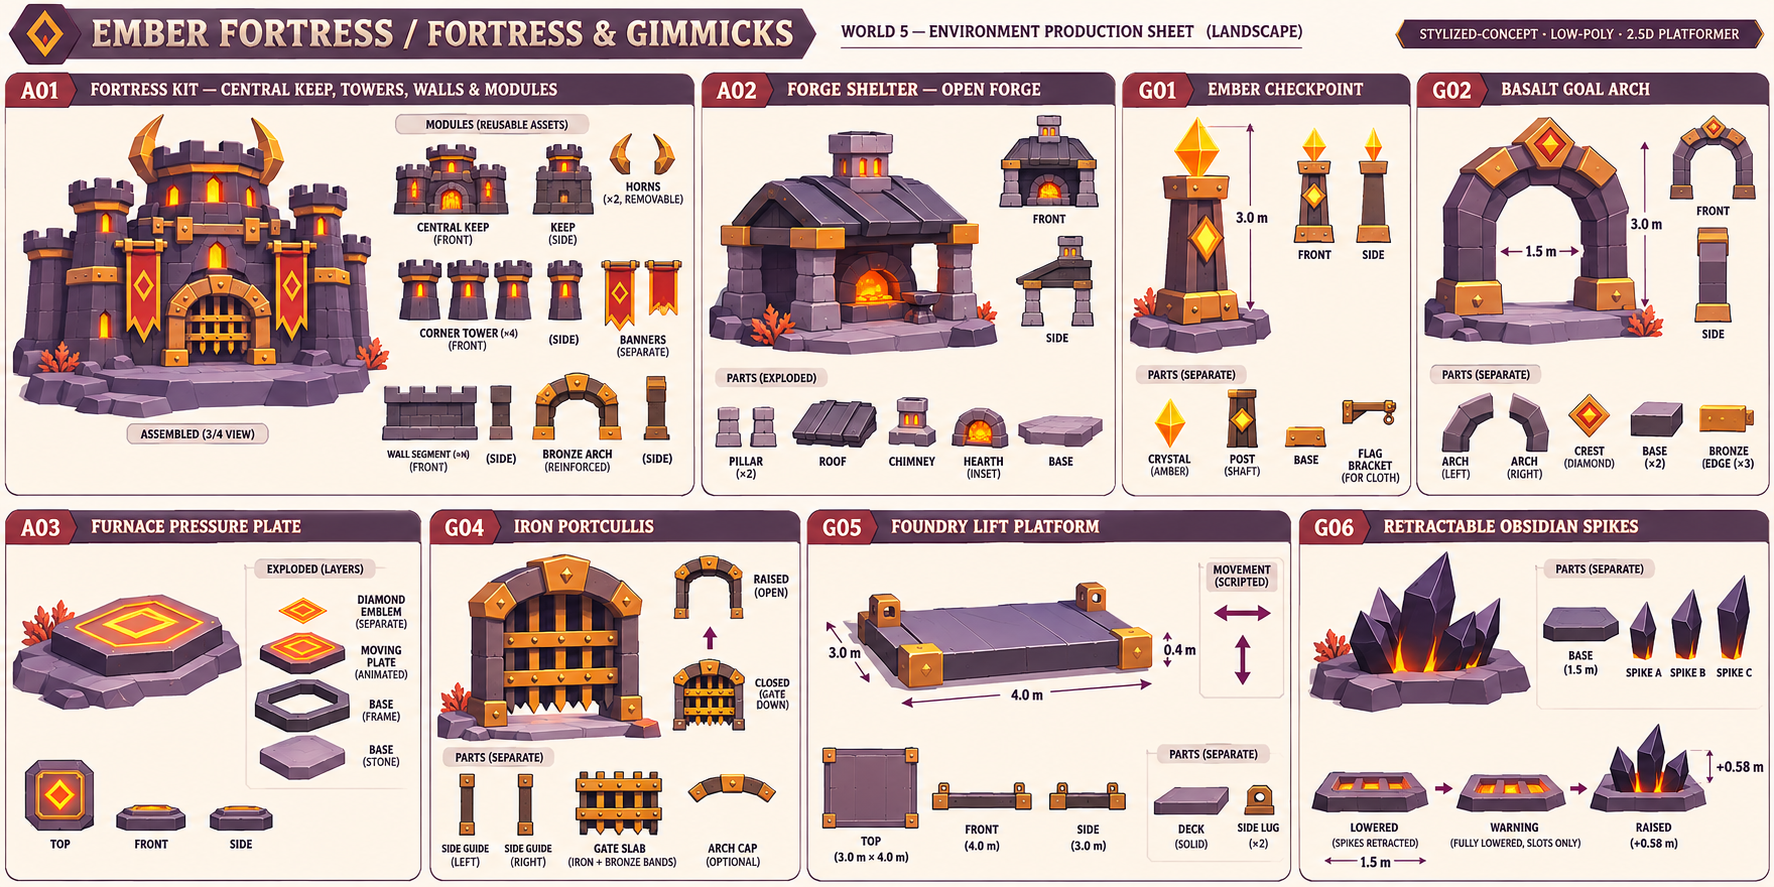 EMBER FORTRESS / FORTRESS & GIMMICKS
WORLD 5 — ENVIRONMENT PRODUCTION SHEET (LANDSCAPE)
STYLIZED-CONCEPT · LOW-POLY · 2.5D PLATFORMER
A01
FORTRESS KIT — CENTRAL KEEP, TOWERS, WALLS & MODULES
MODULES (REUSABLE ASSETS)
CENTRAL KEEP
(FRONT)
KEEP
(SIDE)
HORNS
(×2, REMOVABLE)
CORNER TOWER (×4)
(FRONT)
(SIDE)
BANNERS
(SEPARATE)
WALL SEGMENT
(FRONT)
(SIDE)
BRONZE ARCH
(REINFORCED)
(SIDE)
ASSEMBLED (3/4 VIEW)
A02
FORGE SHELTER — OPEN FORGE
FRONT
SIDE
PARTS (EXPLODED)
PILLAR
(×2)
ROOF
CHIMNEY
HEARTH
(INSET)
BASE
G01
EMBER CHECKPOINT
3.0 m
FRONT
SIDE
PARTS (SEPARATE)
CRYSTAL
(AMBER)
POST
(SHAFT)
BASE
FLAG
BRACKET
(FOR CLOTH)
G02
BASALT GOAL ARCH
1.5 m
3.0 m
FRONT
SIDE
PARTS (SEPARATE)
ARCH
(LEFT)
ARCH
(RIGHT)
CREST
(DIAMOND)
BASE
(×2)
BRONZE
(EDGE (×3)
A03
FURNACE PRESSURE PLATE
EXPLODED (LAYERS)
DIAMOND
EMBLEM
(SEPARATE)
MOVING
PLATE
(ANIMATED)
BASE
(FRAME)
BASE
(STONE)
TOP
FRONT
SIDE
G04
IRON PORTCULLIS
RAISED
(OPEN)
CLOSED
(GATE
DOWN)
PARTS (SEPARATE)
SIDE GUIDE
(LEFT)
SIDE GUIDE
(RIGHT)
GATE SLAB
(IRON + BRONZE BANDS)
ARCH CAP
(OPTIONAL)
G05
FOUNDRY LIFT PLATFORM
MOVEMENT
(SCRIPTED)
3.0 m
0.4 m
4.0 m
TOP
(3.0 m × 4.0 m)
FRONT
(4.0 m)
SIDE
(3.0 m)
PARTS (SEPARATE)
DECK
(SOLID)
SIDE LUG
(×2)
G06
RETRACTABLE OBSIDIAN SPIKES
PARTS (SEPARATE)
BASE
(1.5 m)
SPIKE A
SPIKE B
SPIKE C
+0.58 m
LOWERED
(SPIKES RETRACTED)
1.5 m
WARNING
(FULLY LOWERED, SLOTS ONLY)
RAISED
(+0.58 m)